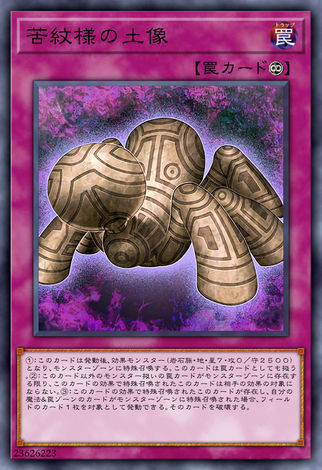 苦紋様の土像
トラップ
罠
【罠カード】
①：このカードは発動後、効果モンスター(岩石族・地・星7・攻0／守2500)
となり、モンスターゾーンに特殊召喚する。このカードは罠カードとしても扱
う。②：このカード以外のモンスター扱いの罠カードがモンスターゾーンに存在す
る限り、このカードの効果で特殊召喚されたこのカードは相手の効果の対象に
ならない。③：このカードの効果で特殊召喚されたこのカードが存在し、自分の
魔法&罠ゾーンのカードがモンスターゾーンに特殊召喚された場合、フィール
ドのカード1枚を対象として発動できる。そのカードを破壊する。
23626223